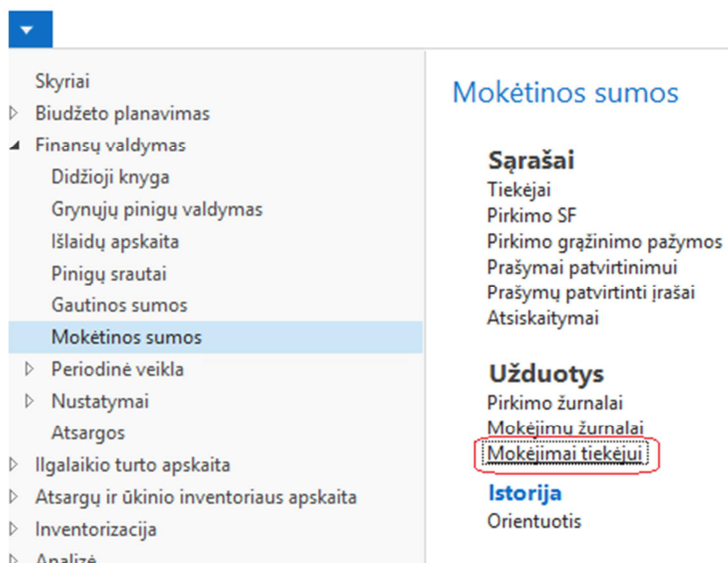 Skyriai
Biudžeto planavimas
Finansų valdymas
Didžioji knyga
Grynųjų pinigų valdymas
Išlaidų apskaita
Pinigų srautai
Gautinos sumos
Mokėtinos sumos
Periodinė veikla
Nustatymai
Atsargos
Ilgalaikio turto apskaita
Atsargų ir ūkinio inventoriaus apskaita
Inventorizacija
Analizė
Mokėtinos sumos
Sąrašai
Tiekėjai
Pirkimo SF
Pirkimo grąžinimo pažymos
Prašymai patvirtinimui
Prašymų patvirtinti įrašai
Atsiskaitymai
Užduotys
Pirkimo žurnalai
Mokėjimų žurnalai
Mokėjimai tiekėjui
Istorija
Orientuotis